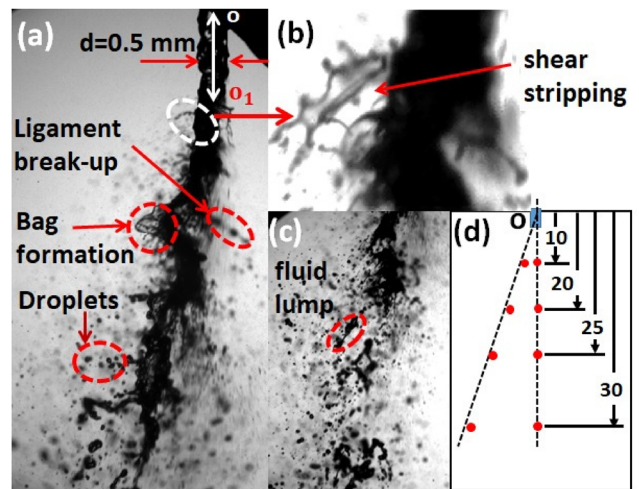 (a)
O
d=0.5 mm
O1
Ligament
break-up
Bag
formation
Droplets
(b)
shear
stripping
(c)
fluid
lump
(d)
O
10
20
25
30